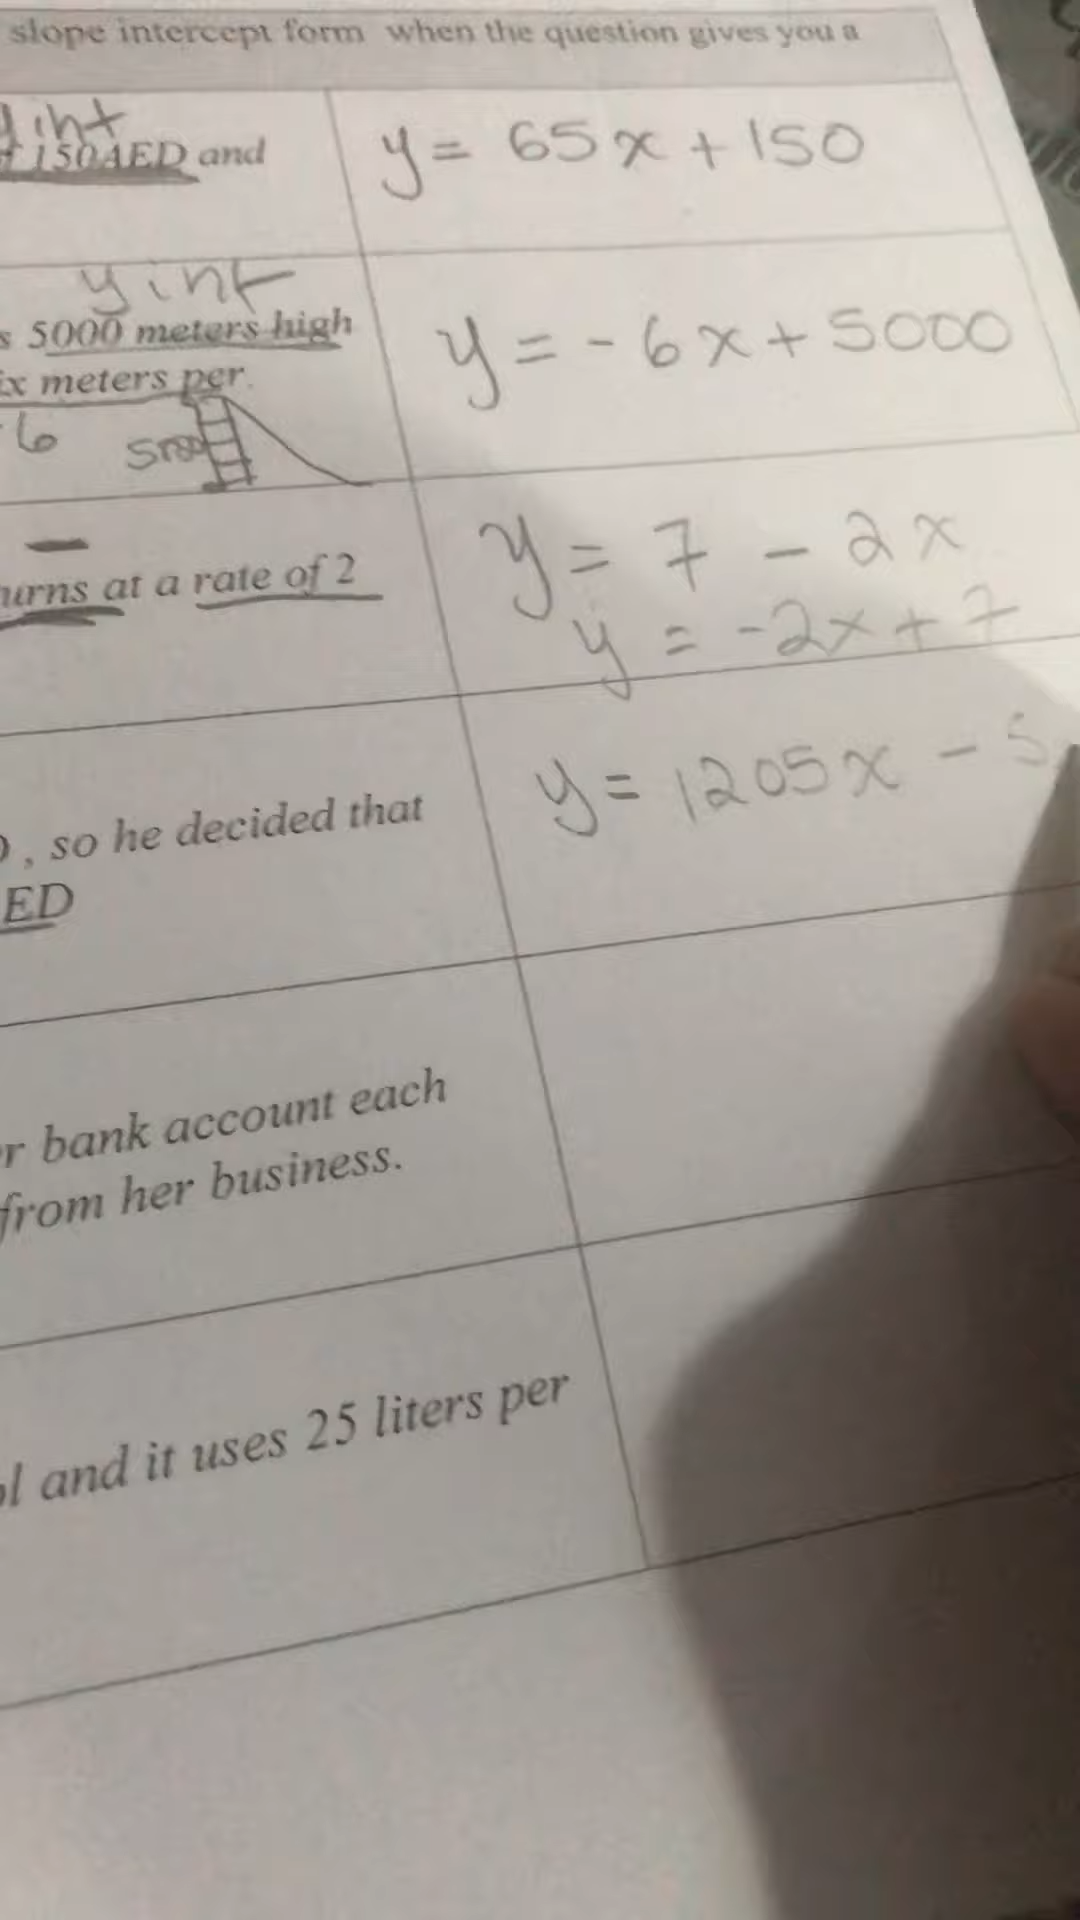 slope intercept form when the question gives you a
y int
150AED and
y = 65x + 150
y int
5000 meters high
meters per
6
y = - 6x + 5000
rate of 2
at a
y = 7 - 2x
y = -2x + 7
, so he decided that
y = 1205x -
bank account each
from her business.
and it uses 25 liters per